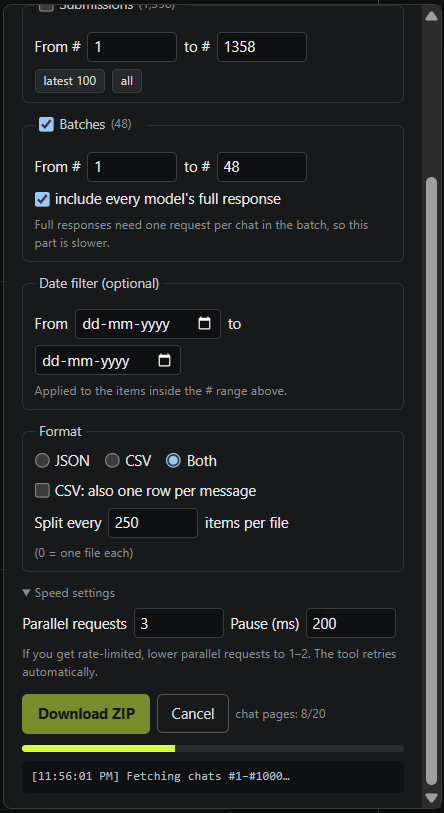 Submissions (1,358)
From # 1 to # 1358
latest 100 all
Batches (48)
From # 1 to # 48
include every model's full response
Full responses need one request per chat in the batch, so this
part is slower.
Date filter (optional)
From dd-mm-yyyy to
dd-mm-yyyy
Applied to the items inside the # range above.
Format
JSON CSV Both
CSV: also one row per message
Split every 250 items per file
(0 = one file each)
▼ Speed settings
Parallel requests 3 Pause (ms) 200
If you get rate-limited, lower parallel requests to 1–2. The tool retries
automatically.
Download ZIP Cancel chat pages: 8/20
[11:56:01 PM] Fetching chats #1–#1000…